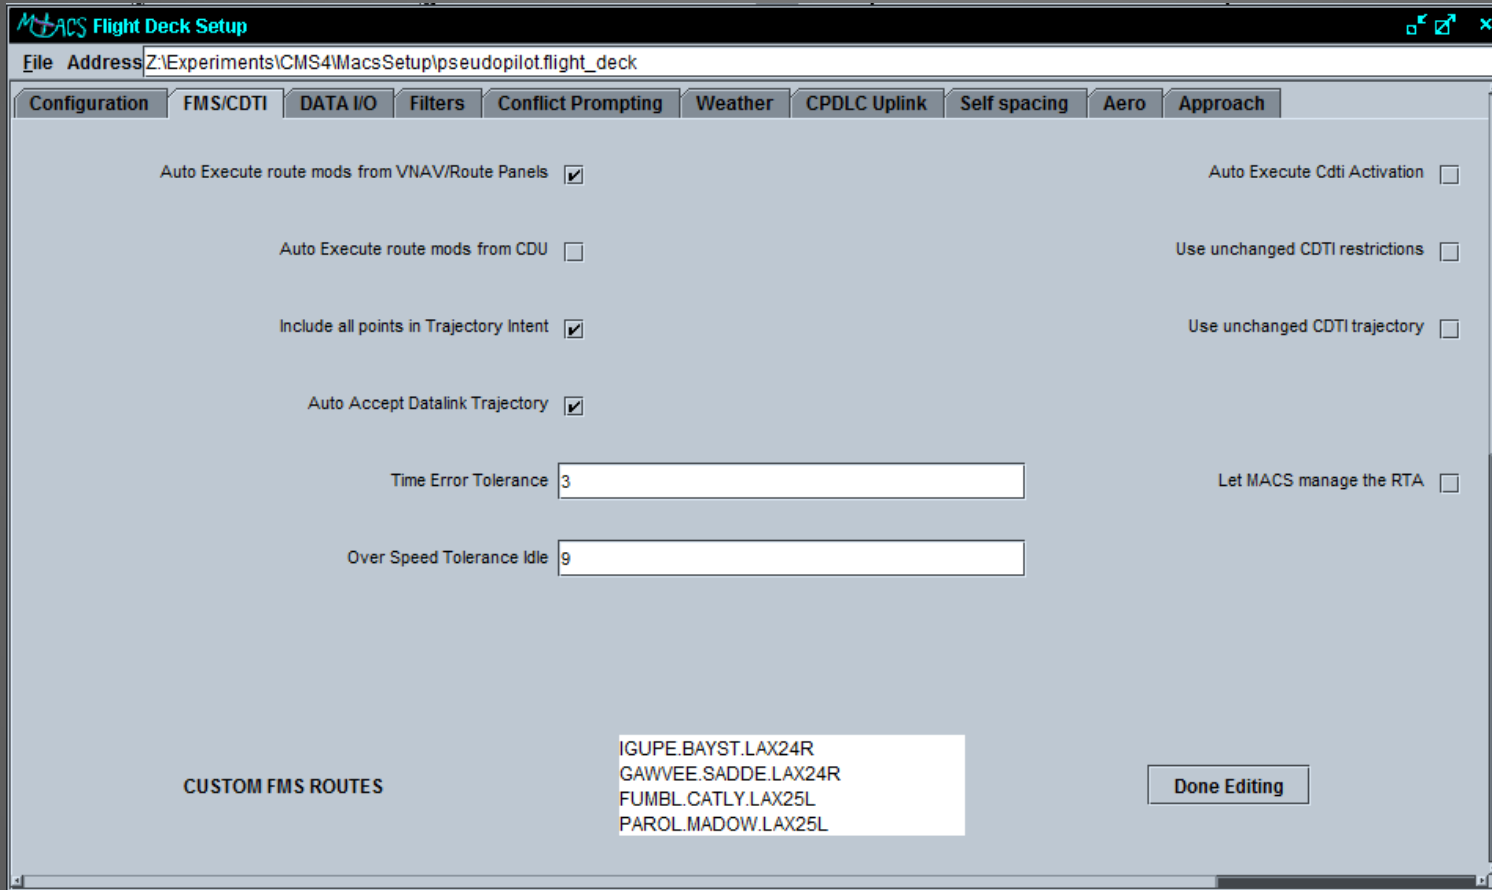 MACS Flight Deck Setup
File Address Z:\Experiments\CMS4\MacsSetup\pseudopilot.flight_deck
Configuration FMS/CDTI DATA I/O Filters Conflict Prompting Weather CPDLC Uplink Self spacing Aero Approach
Auto Execute route mods from VNAV/Route Panels Auto Execute Cdti Activation
Auto Execute route mods from CDU Use unchanged CDTI restrictions
Include all points in Trajectory Intent Use unchanged CDTI trajectory
Auto Accept Datalink Trajectory
Time Error Tolerance 3 Let MACS manage the RTA
Over Speed Tolerance Idle 9
IGUPE.BAYST.LAX24R
GAWVEE.SADDE.LAX24R
CUSTOM FMS ROUTES Done Editing
FUMBL.CATLY.LAX25L
PAROL.MADOW.LAX25L